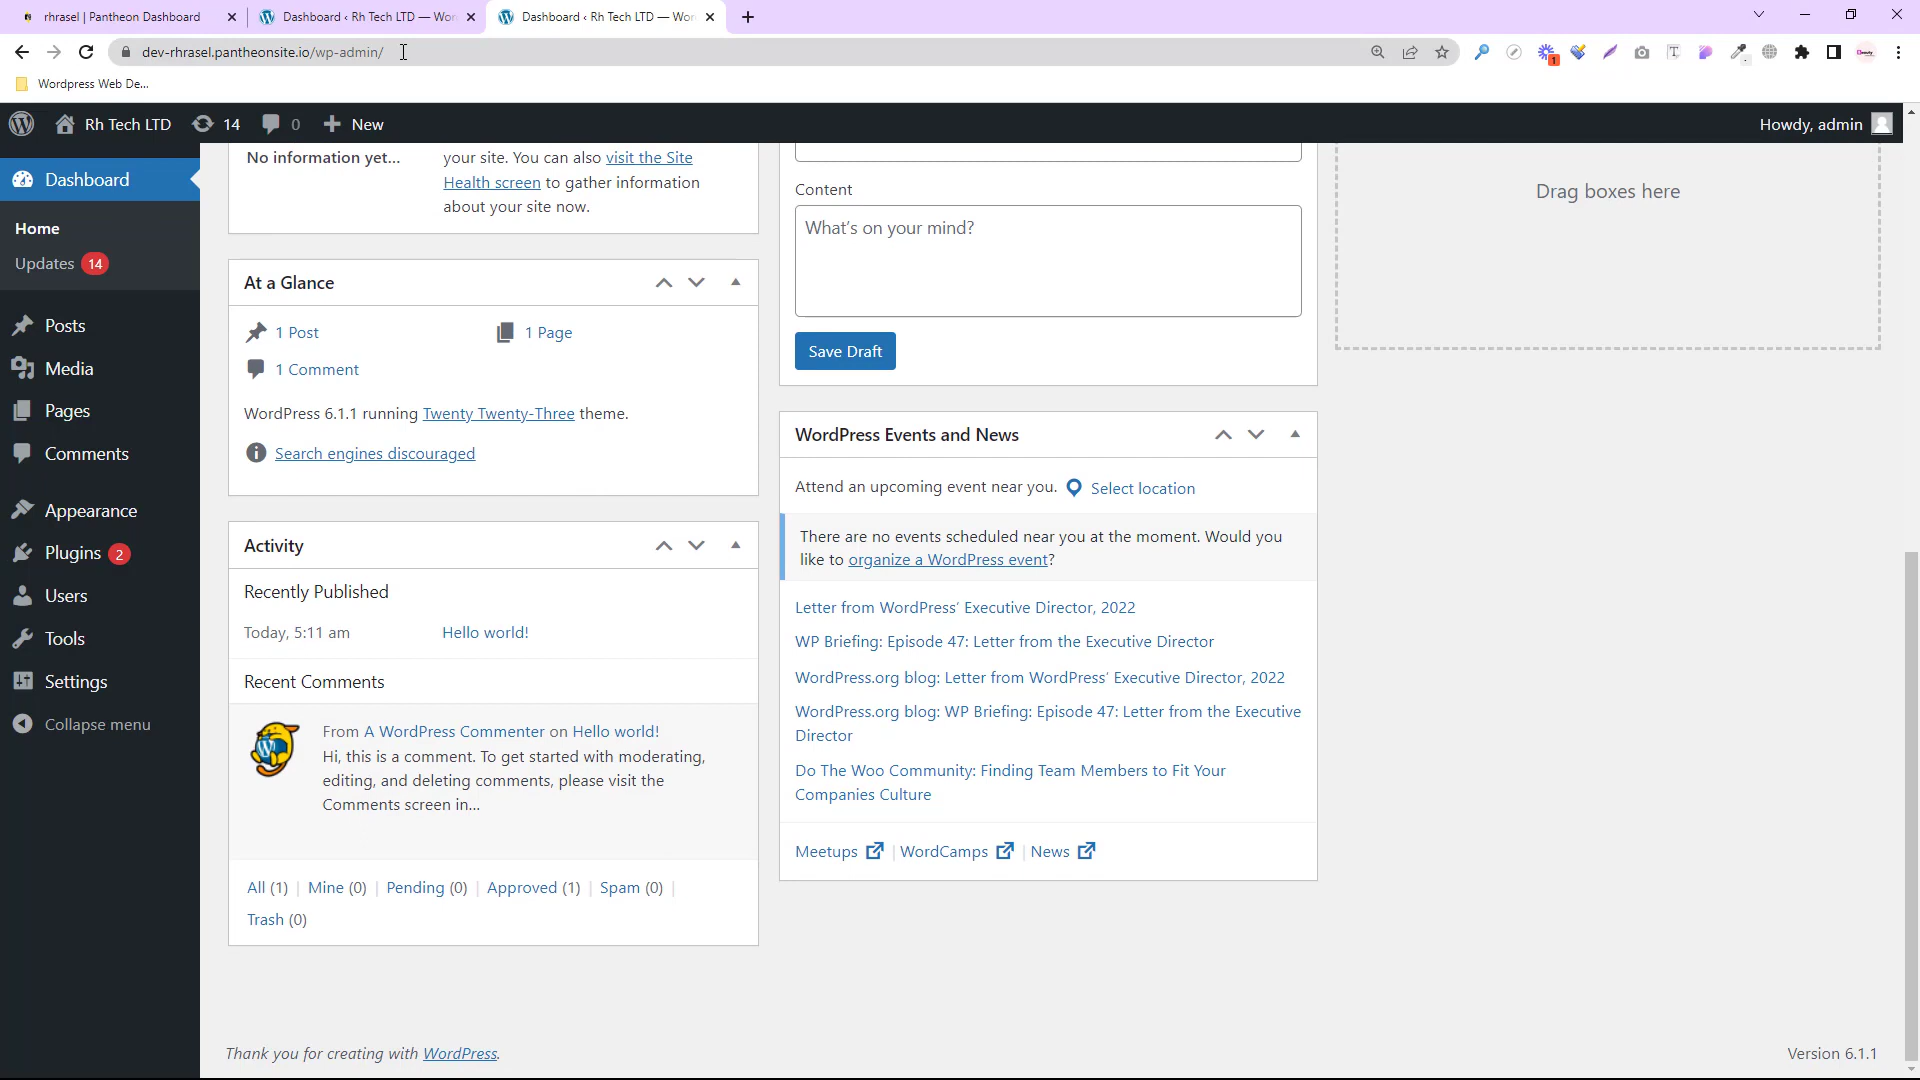 rhrasel | Pantheon Dashboard
Dashboard ‹ Rh Tech LTD — Wor
Dashboard ‹ Rh Tech LTD — Wor
dev-rhrasel.pantheonsite.io/wp-admin/
1
Wordpress Web De...
Rh Tech LTD
14
0
New
Howdy, admin
Dashboard
Home
Updates 14
Posts
Media
Pages
Comments
Appearance
Plugins 2
Users
Tools
Settings
Collapse menu
No information yet...
your site. You can also visit the Site
Health screen to gather information
about your site now.
At a Glance
1 Post
1 Page
1 Comment
WordPress 6.1.1 running Twenty Twenty-Three theme.
Search engines discouraged
Activity
Recently Published
Today, 5:11 am
Hello world!
Recent Comments
From A WordPress Commenter on Hello world!
Hi, this is a comment. To get started with moderating,
editing, and deleting comments, please visit the
Comments screen in...
All (1) | Mine (0) | Pending (0) | Approved (1) | Spam (0) |
Trash (0)
Content
What's on your mind?
Save Draft
WordPress Events and News
Attend an upcoming event near you. Select location
There are no events scheduled near you at the moment. Would you
like to organize a WordPress event?
Letter from WordPress’ Executive Director, 2022
WP Briefing: Episode 47: Letter from the Executive Director
WordPress.org blog: Letter from WordPress’ Executive Director, 2022
WordPress.org blog: WP Briefing: Episode 47: Letter from the Executive
Director
Do The Woo Community: Finding Team Members to Fit Your
Companies Culture
Meetups | WordCamps | News
Drag boxes here
Thank you for creating with WordPress.
Version 6.1.1